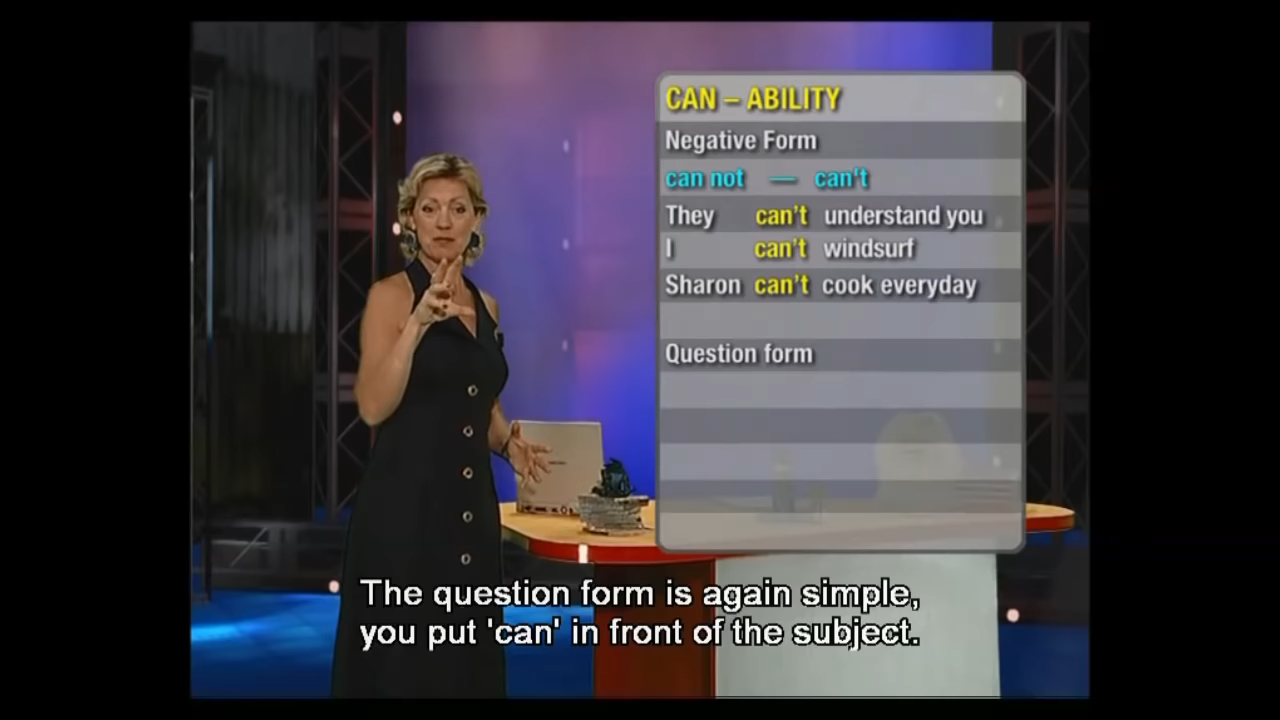 CAN – ABILITY
Negative Form
can not — can't
They can't understand you
I can't windsurf
Sharon can't cook everyday
Question form
The question form is again simple,
you put 'can' in front of the subject.